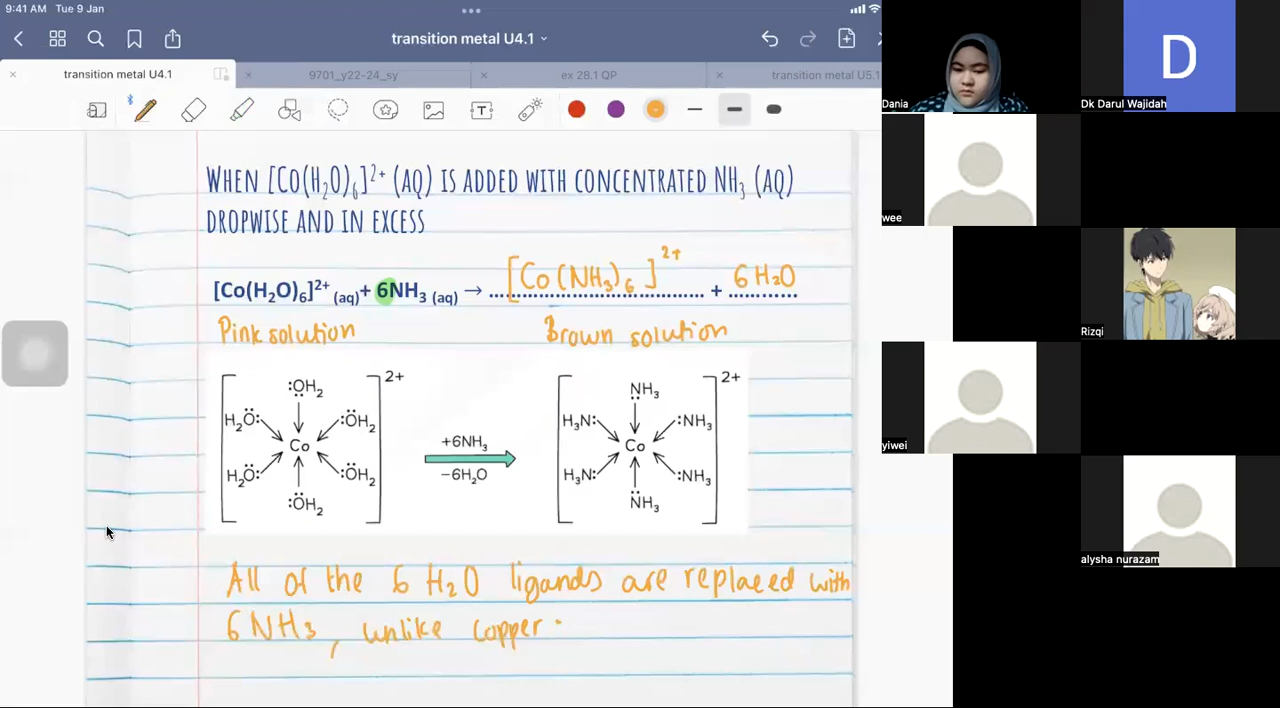 9:41 AM Tue 9 Jan
transition metal U4.1
transition metal U4.1
9701_y22-24_sy
ex 28.1 QP
transition metal U5.1
WHEN [CO(H₂O)₆]²⁺ (AQ) IS ADDED WITH CONCENTRATED NH₃ (AQ)
DROPWISE AND IN EXCESS
[Co(H₂O)₆]²⁺ (aq)+ 6NH₃ (aq) → [Co(NH₃)₆]²⁺ + 6H₂O
Pink solution Brown solution
:ÖH₂ 2+
H₂Ö: :ÖH₂
Co
H₂Ö: :ÖH₂
:ÖH₂
+6NH₃
−6H₂O
NH₃ 2+
H₃N: :NH₃
Co
H₃N: :NH₃
NH₃
All of the 6 H₂O ligands are replaced with
6 NH₃, unlike copper.
Dania
D
Dk Darul Wajidah
wee
Rizqi
yiwei
alysha nurazam